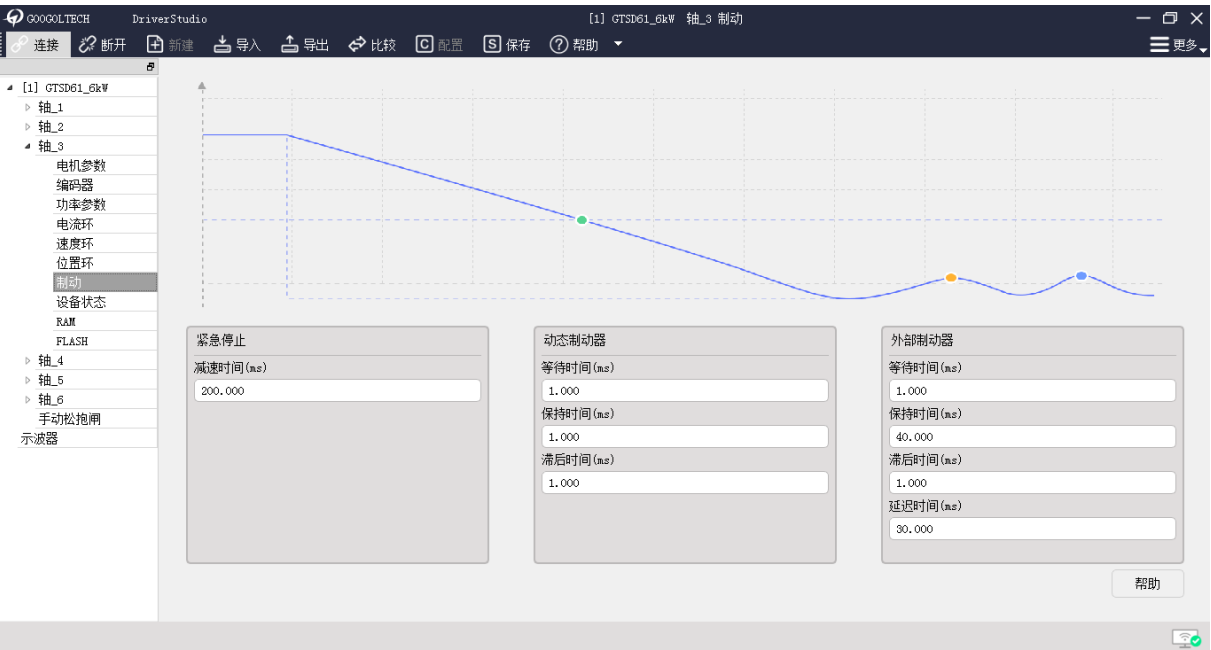 GOOGOLTECH DriverStudio [1] GTSD61_6kW 轴_3 制动
连接 断开 新建 导入 导出 比较 C 配置 S 保存 ? 帮助 更多
[1] GTSD61_6kW
轴_1
轴_2
轴_3
电机参数
编码器
功率参数
电流环
速度环
位置环
制动
设备状态
RAM
FLASH
轴_4
轴_5
轴_6
手动松抱闸
示波器
紧急停止
减速时间(ms)
200.000
动态制动器
等待时间(ms)
1.000
保持时间(ms)
1.000
滞后时间(ms)
1.000
外部制动器
等待时间(ms)
1.000
保持时间(ms)
40.000
滞后时间(ms)
1.000
延迟时间(ms)
30.000
帮助